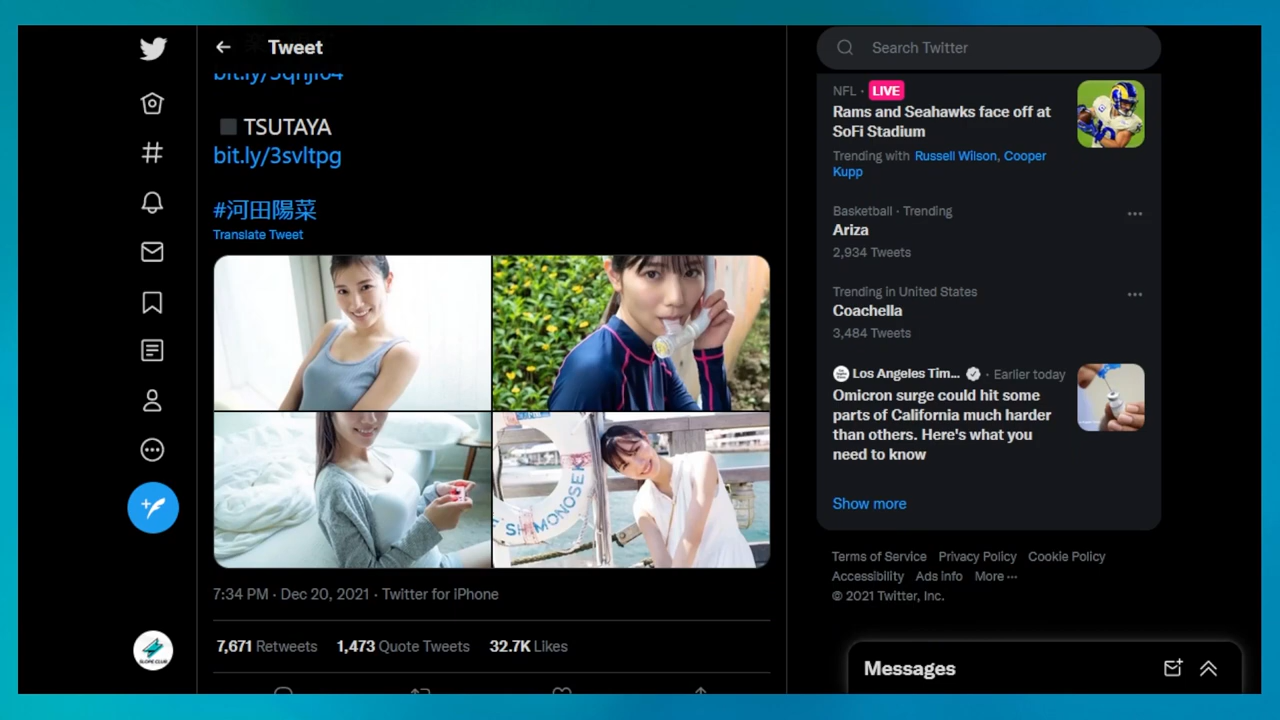 Tweet
Search Twitter
TSUTAYA
bit.ly/3svltpg
#河田陽菜
Translate Tweet
SHIMONOSEKI
7:34 PM · Dec 20, 2021 · Twitter for iPhone
7,671 Retweets 1,473 Quote Tweets 32.7K Likes
NFL · LIVE
Rams and Seahawks face off at
SoFi Stadium
Trending with Russell Wilson, Cooper
Kupp
Basketball · Trending
Ariza
2,934 Tweets
Trending in United States
Coachella
3,484 Tweets
Los Angeles Tim... · Earlier today
Omicron surge could hit some
parts of California much harder
than others. Here's what you
need to know
Show more
Terms of Service Privacy Policy Cookie Policy
Accessibility Ads info More ···
© 2021 Twitter, Inc.
Messages
SLOPE CLUB